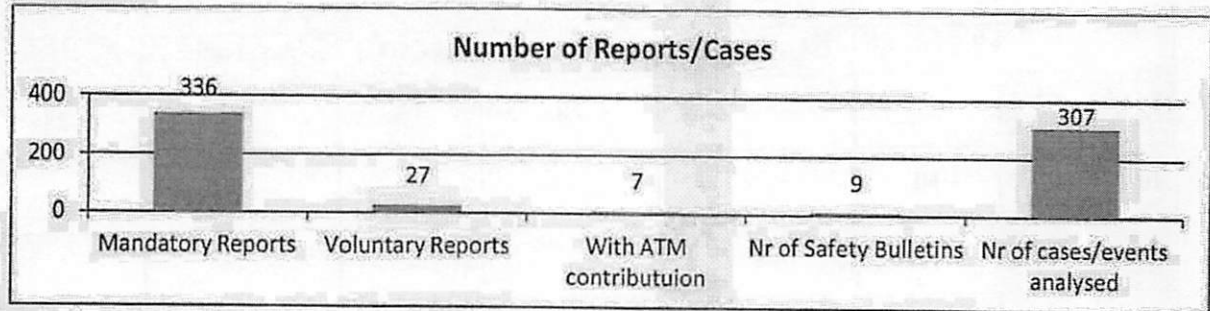 Number of Reports/Cases
400
336
200
0
27
7
9
307
Mandatory Reports
Voluntary Reports
With ATM
contributuion
Nr of Safety Bulletins
Nr of cases/events
analysed